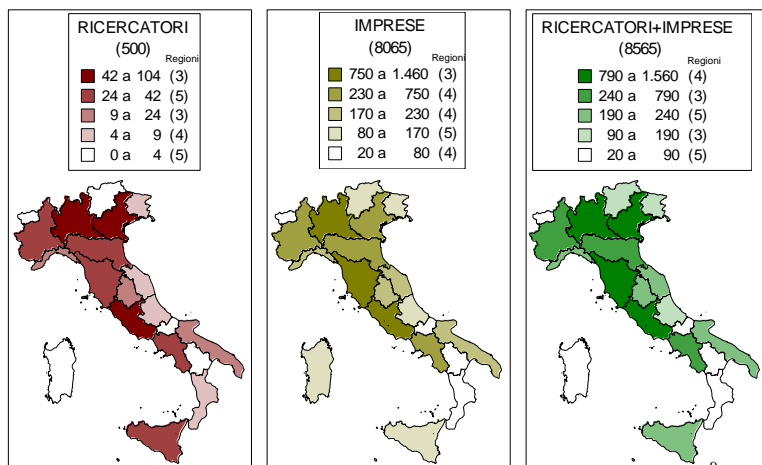 RICERCATORI
(500)
Regioni
42 a 104 (3)
24 a 42 (5)
9 a 24 (3)
4 a 9 (4)
0 a 4 (5)
IMPRESE
(8065)
Regioni
750 a 1.460 (3)
230 a 750 (4)
170 a 230 (4)
80 a 170 (5)
20 a 80 (4)
RICERCATORI+IMPRESE
(8565)
Regioni
790 a 1.560 (4)
240 a 790 (3)
190 a 240 (5)
90 a 190 (3)
20 a 90 (5)